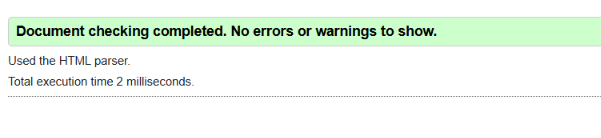 Document checking completed. No errors or warnings to show.
Used the HTML parser.
Total execution time 2 milliseconds.